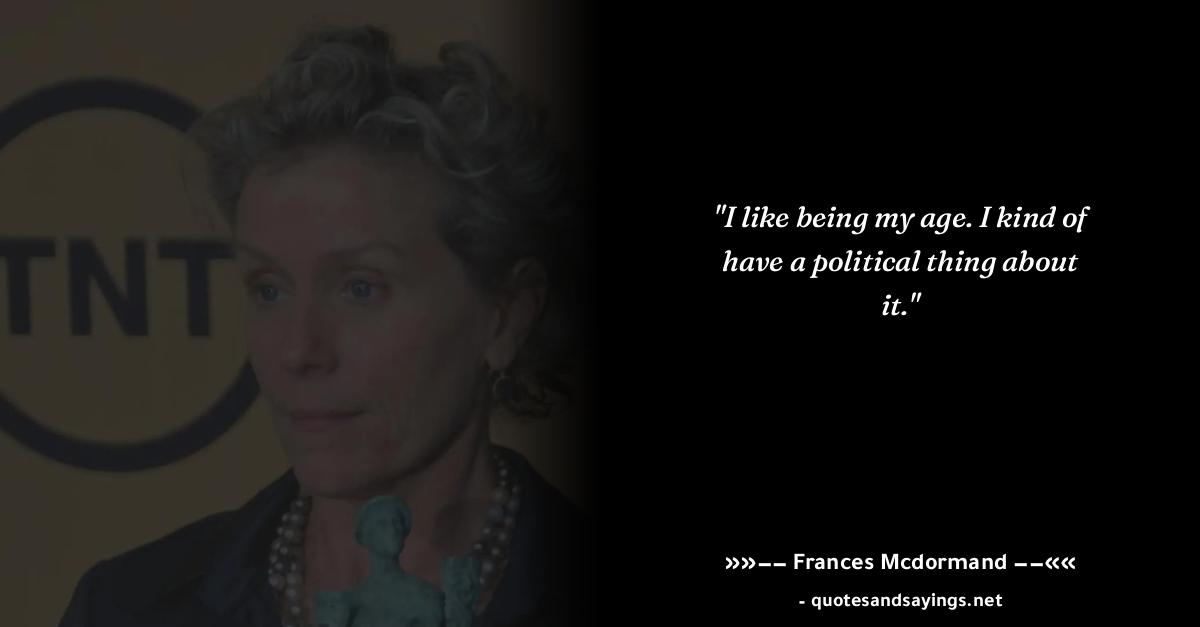 TNT
"I like being my age. I kind of
have a political thing about
it."
»»−− Frances Mcdormand −−««
- quotesandsayings.net